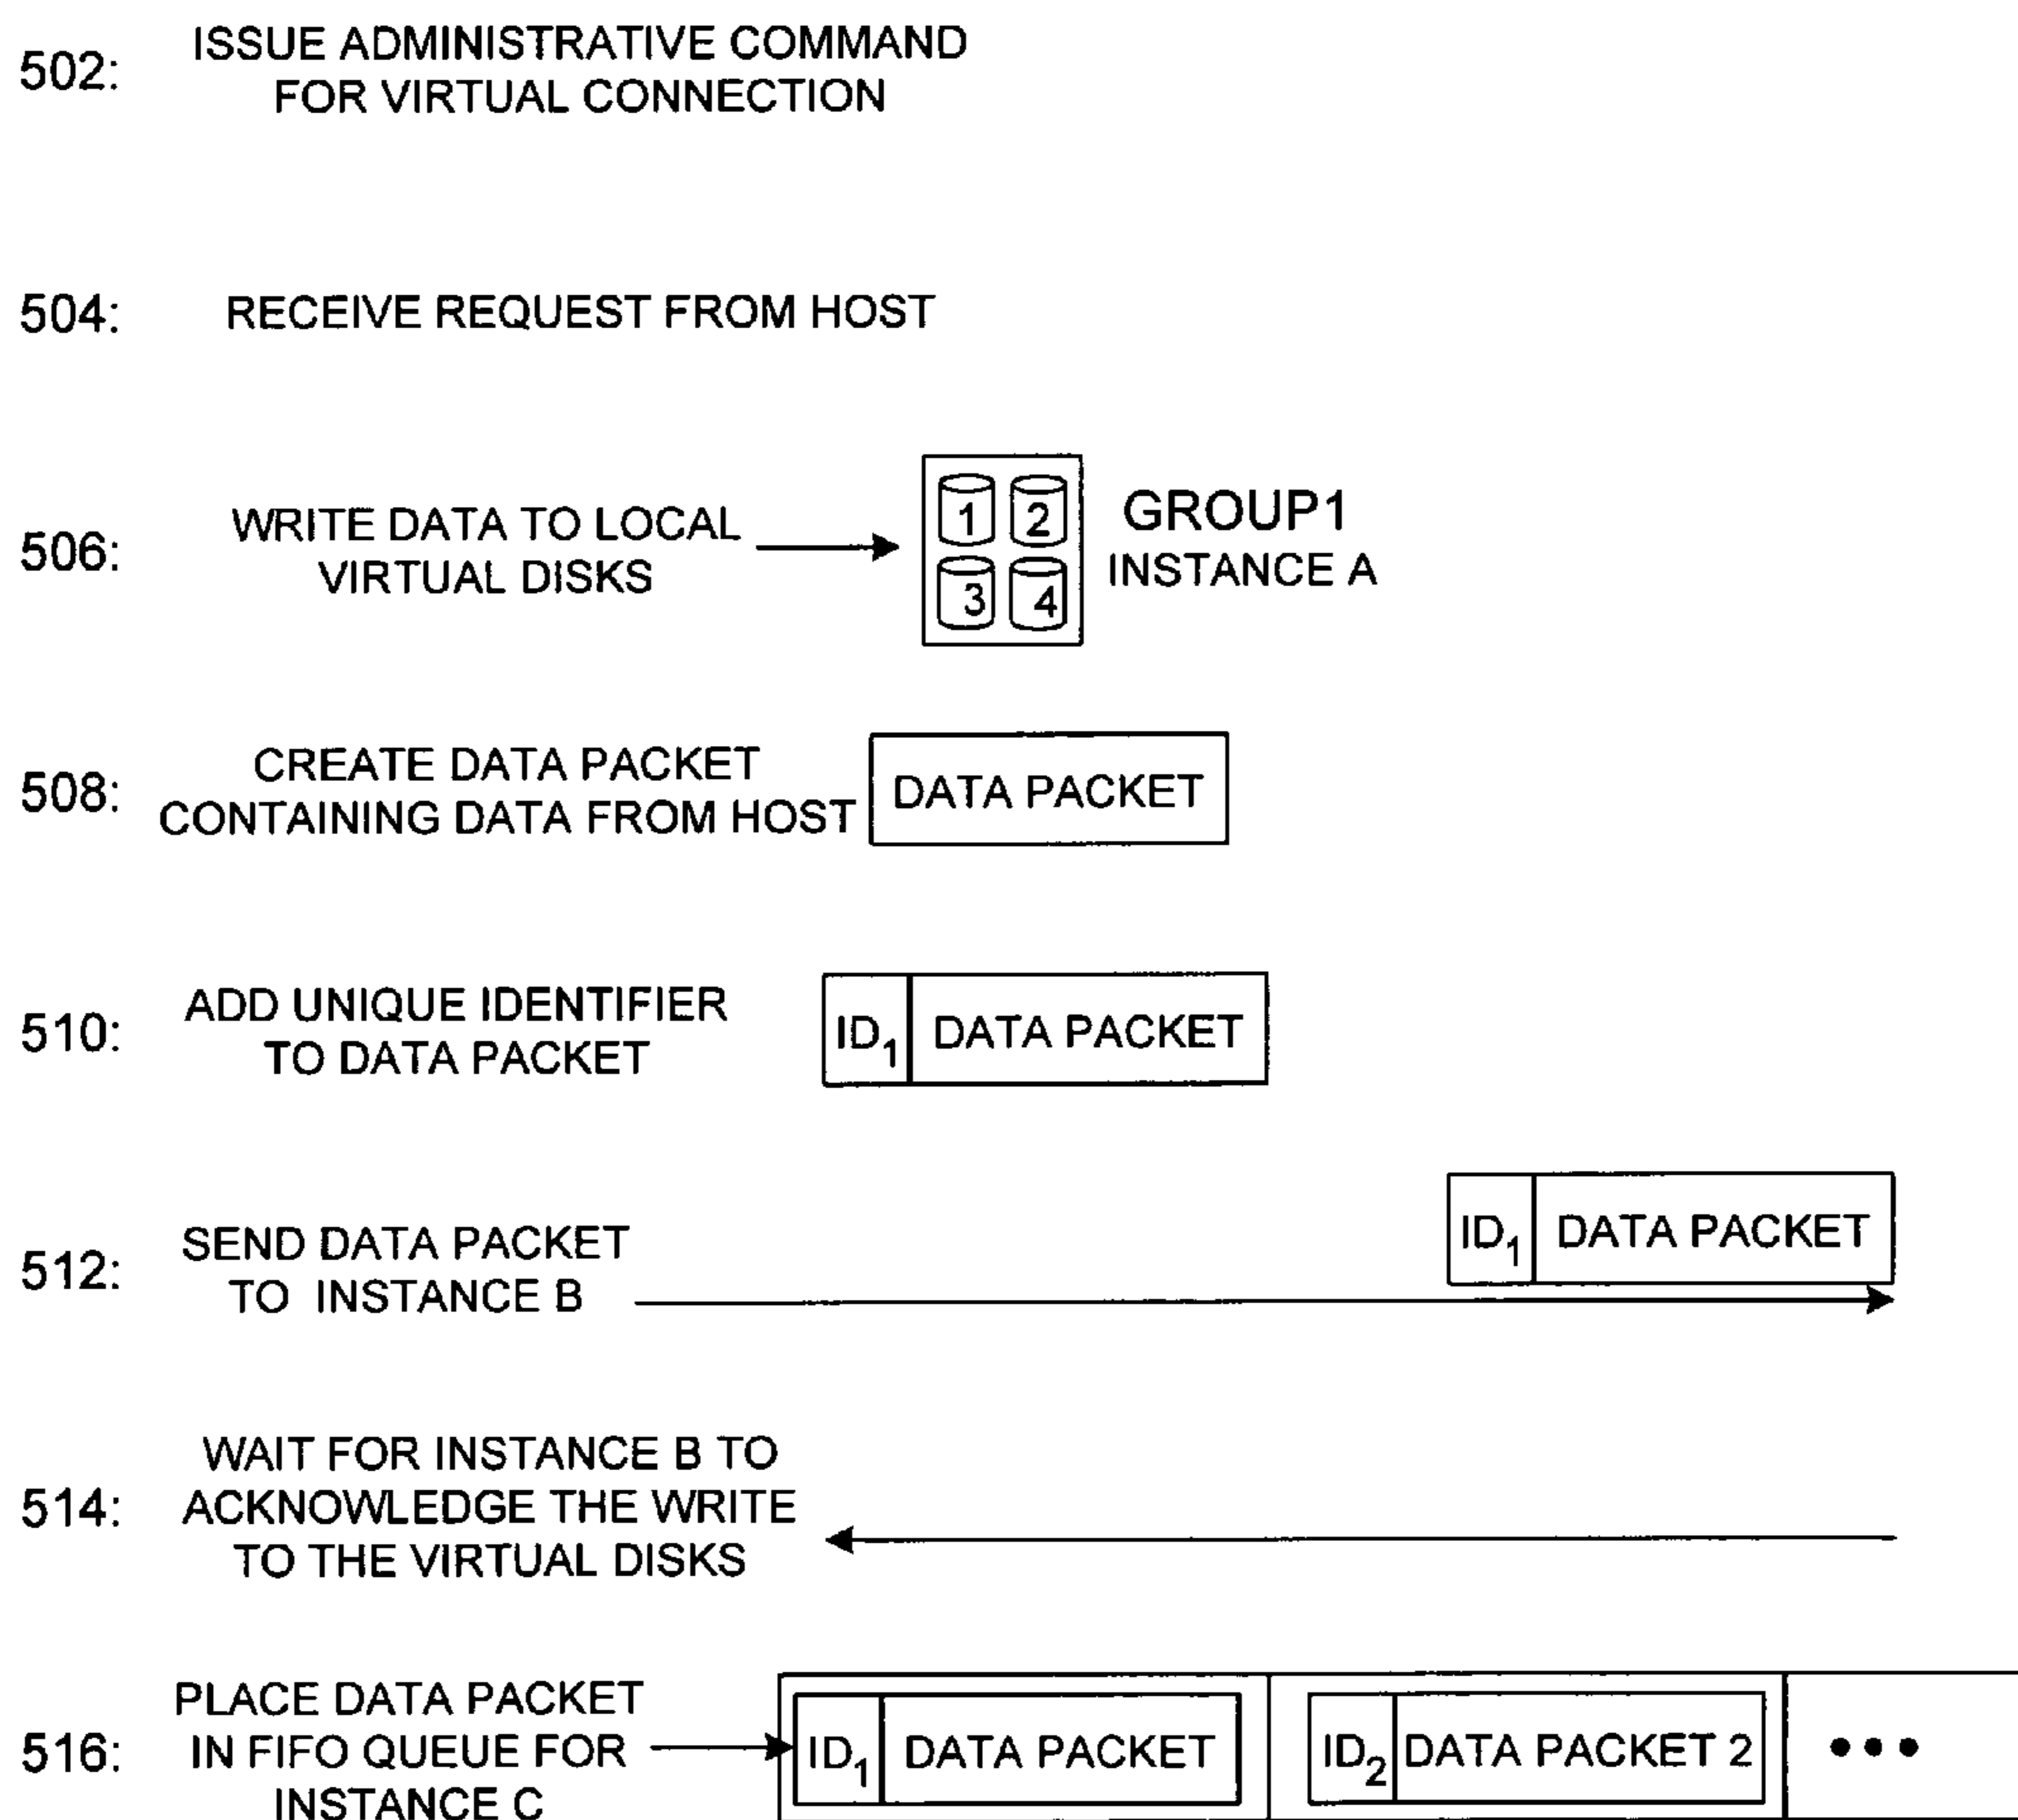 502: ISSUE ADMINISTRATIVE COMMAND
FOR VIRTUAL CONNECTION
504: RECEIVE REQUEST FROM HOST
506: WRITE DATA TO LOCAL
VIRTUAL DISKS
1 2
3 4
GROUP1
INSTANCE A
508: CREATE DATA PACKET
CONTAINING DATA FROM HOST
DATA PACKET
510: ADD UNIQUE IDENTIFIER
TO DATA PACKET
ID1 DATA PACKET
512: SEND DATA PACKET
TO INSTANCE B
ID1 DATA PACKET
514: WAIT FOR INSTANCE B TO
ACKNOWLEDGE THE WRITE
TO THE VIRTUAL DISKS
516: PLACE DATA PACKET
IN FIFO QUEUE FOR
INSTANCE C
ID1 DATA PACKET ID2 DATA PACKET 2 •••